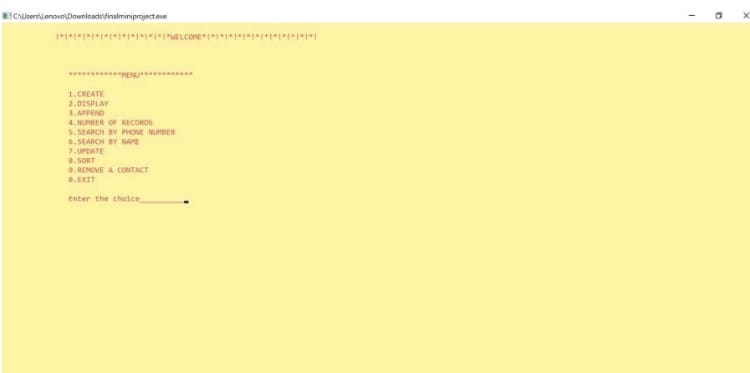 C:\Users\Lenovo\Downloads\finalminiproject.exe
!*!*!*!*!*!*!*!*!*!*!*!*!*WELCOME*!*!*!*!*!*!*!*!*!*!*!*!*!
************MENU************
1.CREATE
2.DISPLAY
3.APPEND
4.NUMBER OF RECORDS
5.SEARCH BY PHONE NUMBER
6.SEARCH BY NAME
7.UPDATE
8.SORT
9.REMOVE A CONTACT
0.EXIT
Enter the choice__________